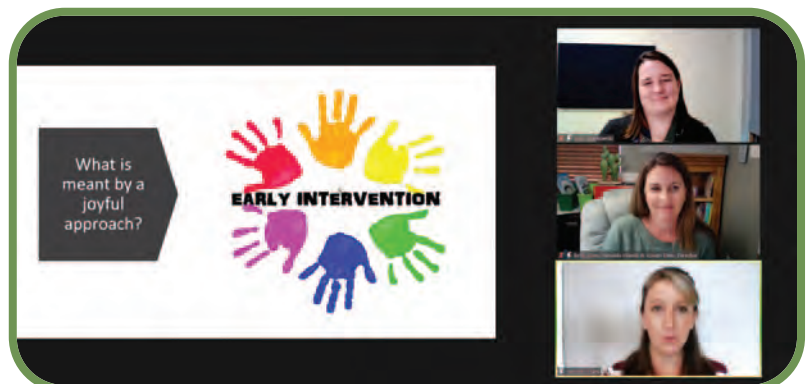 What is
meant by a
joyful
approach?
EARLY INTERVENTION